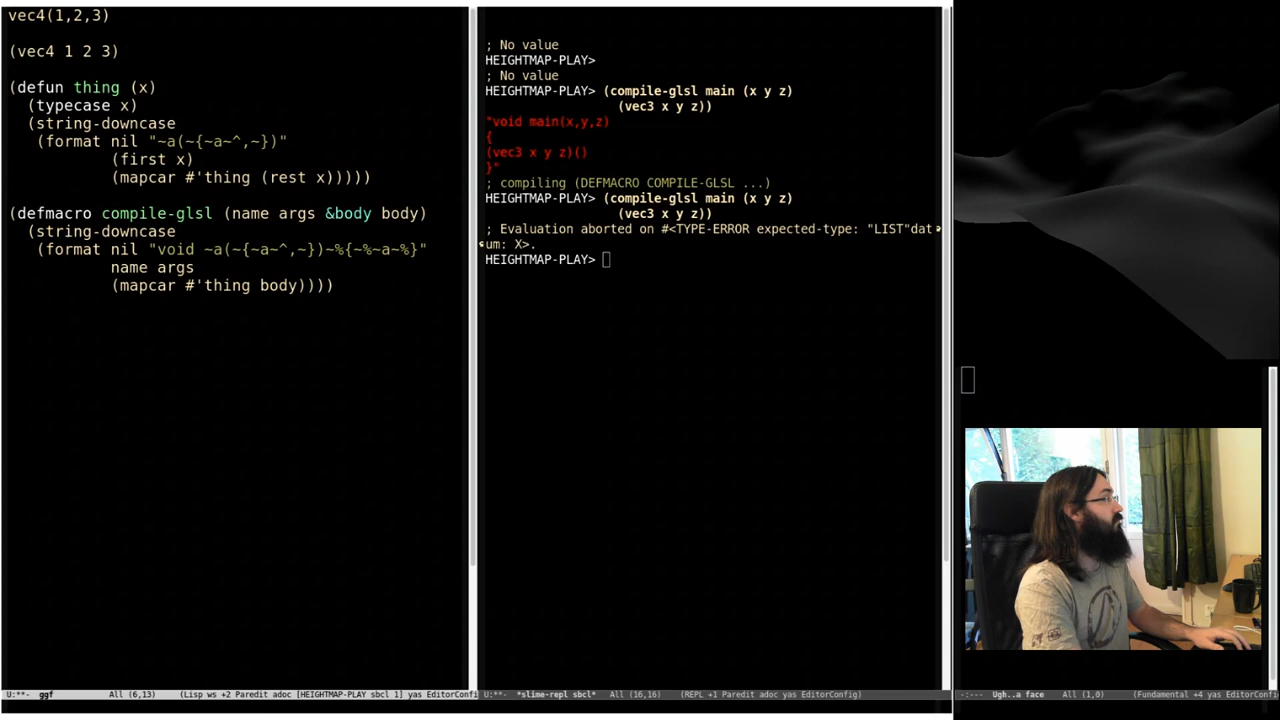 vec4(1,2,3)
(vec4 1 2 3)
(defun thing (x)
  (typecase x)
  (string-downcase
   (format nil "~a(~{~a~^,~})"
           (first x)
           (mapcar #'thing (rest x)))))
(defmacro compile-glsl (name args &body body)
  (string-downcase
   (format nil "void ~a(~{~a~^,~})~%{~%~a~%}"
           name args
           (mapcar #'thing body))))
U:**-  ggf            All (6,13)     (Lisp ws +2 Paredit adoc [HEIGHTMAP-PLAY sbcl 1] yas EditorConfi
; No value
HEIGHTMAP-PLAY>
; No value
HEIGHTMAP-PLAY> (compile-glsl main (x y z)
                  (vec3 x y z))
"void main(x,y,z)
{
(vec3 x y z)()
}"
; compiling (DEFMACRO COMPILE-GLSL ...)
HEIGHTMAP-PLAY> (compile-glsl main (x y z)
                  (vec3 x y z))
; Evaluation aborted on #<TYPE-ERROR expected-type: "LIST"dat
um: X>.
HEIGHTMAP-PLAY>
U:**-  *slime-repl sbcl*   All (16,16)     (REPL +1 Paredit adoc yas EditorConfig)
-:---  Ugh..a face    All (1,0)      (Fundamental +4 yas EditorConfig